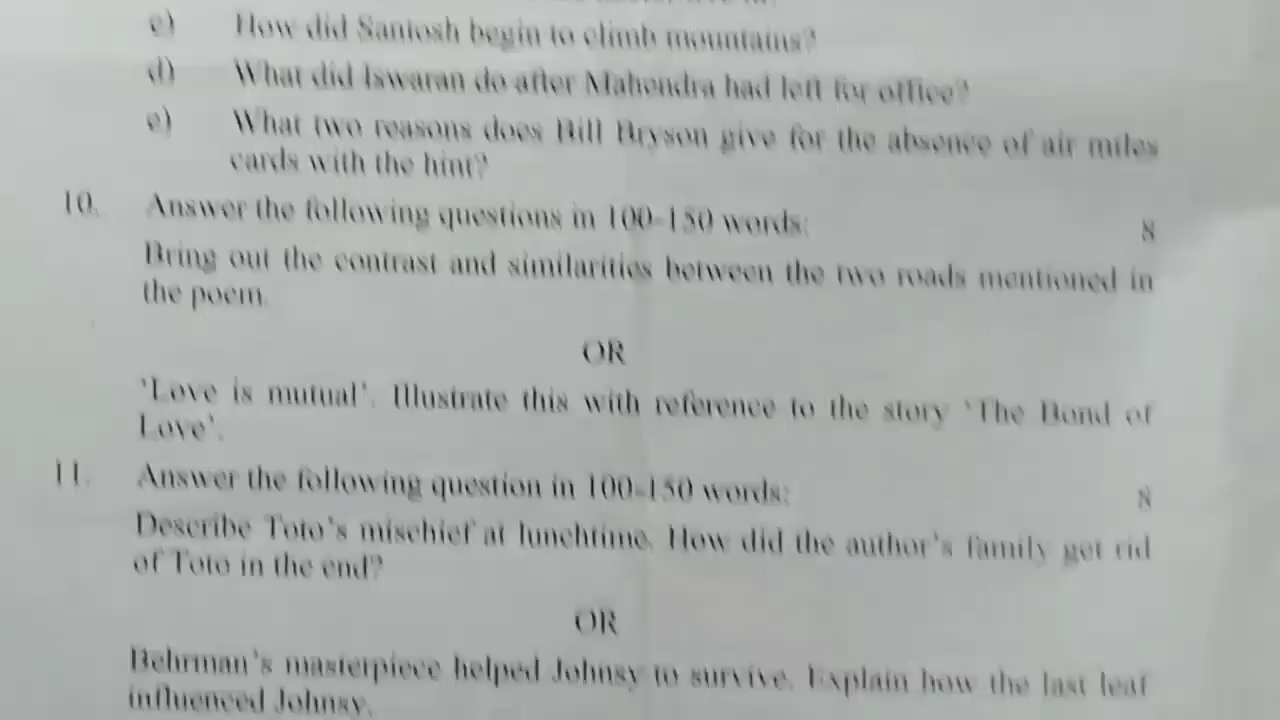 c) How did Santosh begin to climb mountains?
d) What did Iswaran do after Mahendra had left for office?
e) What two reasons does Bill Bryson give for the absence of air miles
cards with the hint?
10. Answer the following questions in 100-150 words: 8
Bring out the contrast and similarities between the two roads mentioned in
the poem.
OR
'Love is mutual'. Illustrate this with reference to the story 'The Bond of
Love'.
11. Answer the following question in 100-150 words: 8
Describe Toto's mischief at lunchtime. How did the author's family get rid
of Toto in the end?
OR
Behrman's masterpiece helped Johnsy to survive. Explain how the last leaf
influenced Johnsy.